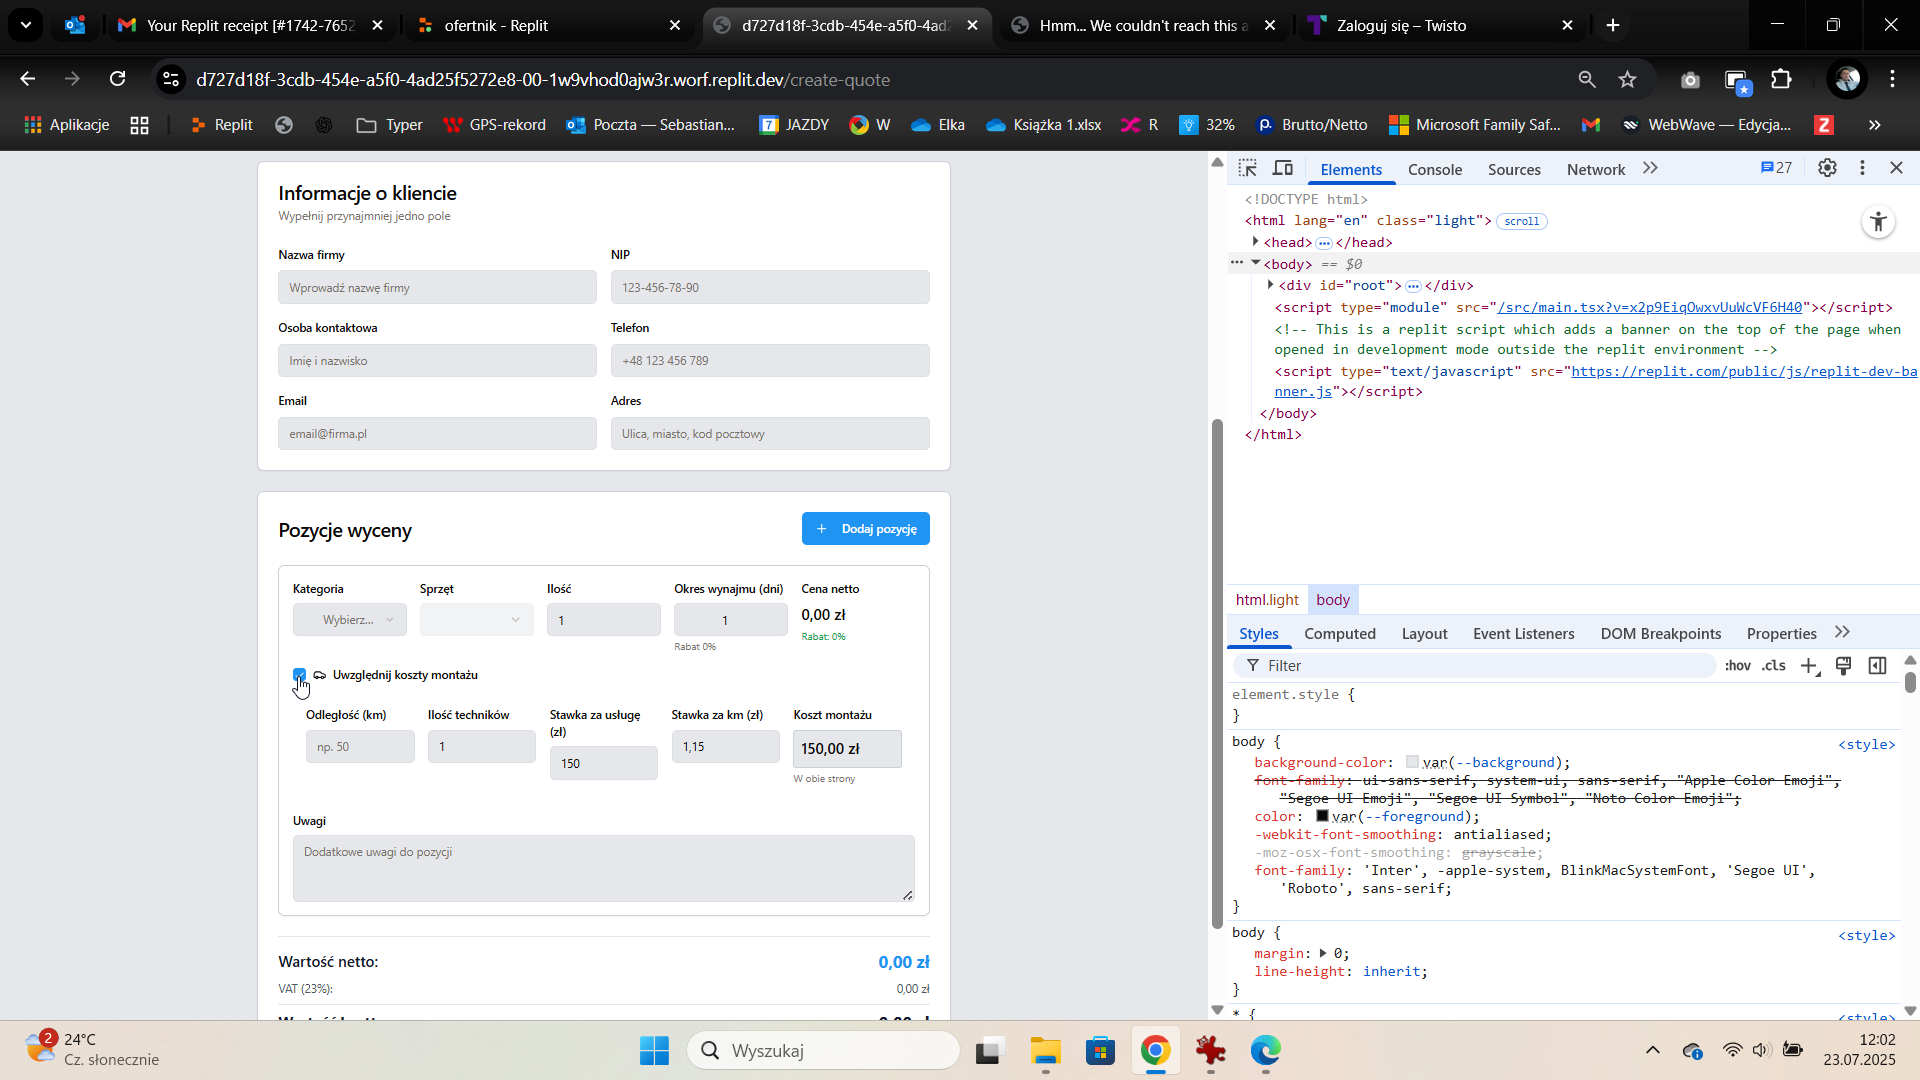 Your Replit receipt [#1742-7652
ofertnik - Replit
d727d18f-3cdb-454e-a5f0-4ad2
Hmm... We couldn't reach this a
Zaloguj się – Twisto
d727d18f-3cdb-454e-a5f0-4ad25f5272e8-00-1w9vhod0ajw3r.worf.replit.dev/create-quote
Aplikacje
Replit
Typer
GPS-rekord
Poczta — Sebastian...
JAZDY
W
Elka
Książka 1.xlsx
R
32%
Brutto/Netto
Microsoft Family Saf...
WebWave — Edycja...
Z
Informacje o kliencie
Wypełnij przynajmniej jedno pole
Nazwa firmy
NIP
Wprowadź nazwę firmy
123-456-78-90
Osoba kontaktowa
Telefon
Imię i nazwisko
+48 123 456 789
Email
Adres
email@firma.pl
Ulica, miasto, kod pocztowy
Pozycje wyceny
+ Dodaj pozycję
Kategoria
Sprzęt
Ilość
Okres wynajmu (dni)
Cena netto
Wybierz...
1
1
0,00 zł
Rabat 0%
Rabat: 0%
Uwzględnij koszty montażu
Odległość (km)
Ilość techników
Stawka za usługę (zł)
Stawka za km (zł)
Koszt montażu
np. 50
1
150
1,15
150,00 zł
W obie strony
Uwagi
Dodatkowe uwagi do pozycji
Wartość netto:
0,00 zł
VAT (23%):
0,00 zł
Elements
Console
Sources
Network
27
<!DOCTYPE html>
<html lang="en" class="light"> scroll
<head> ··· </head>
··· <body> == $0
<div id="root"> ··· </div>
<script type="module" src="/src/main.tsx?v=x2p9EiqOwxvUuWcVF6H40"></script>
<!-- This is a replit script which adds a banner on the top of the page when
opened in development mode outside the replit environment -->
<script type="text/javascript" src="https://replit.com/public/js/replit-dev-ba
nner.js"></script>
</body>
</html>
html.light
body
Styles
Computed
Layout
Event Listeners
DOM Breakpoints
Properties
Filter
:hov
.cls
element.style {
}
body {
<style>
background-color: var(--background);
font-family: ui-sans-serif, system-ui, sans-serif, "Apple Color Emoji",
"Segoe UI Emoji", "Segoe UI Symbol", "Noto Color Emoji";
color: var(--foreground);
-webkit-font-smoothing: antialiased;
-moz-osx-font-smoothing: grayscale;
font-family: 'Inter', -apple-system, BlinkMacSystemFont, 'Segoe UI',
'Roboto', sans-serif;
}
body {
<style>
margin: 0;
line-height: inherit;
}
* {
<style>
2
24°C
Cz. słonecznie
Wyszukaj
12:02
23.07.2025